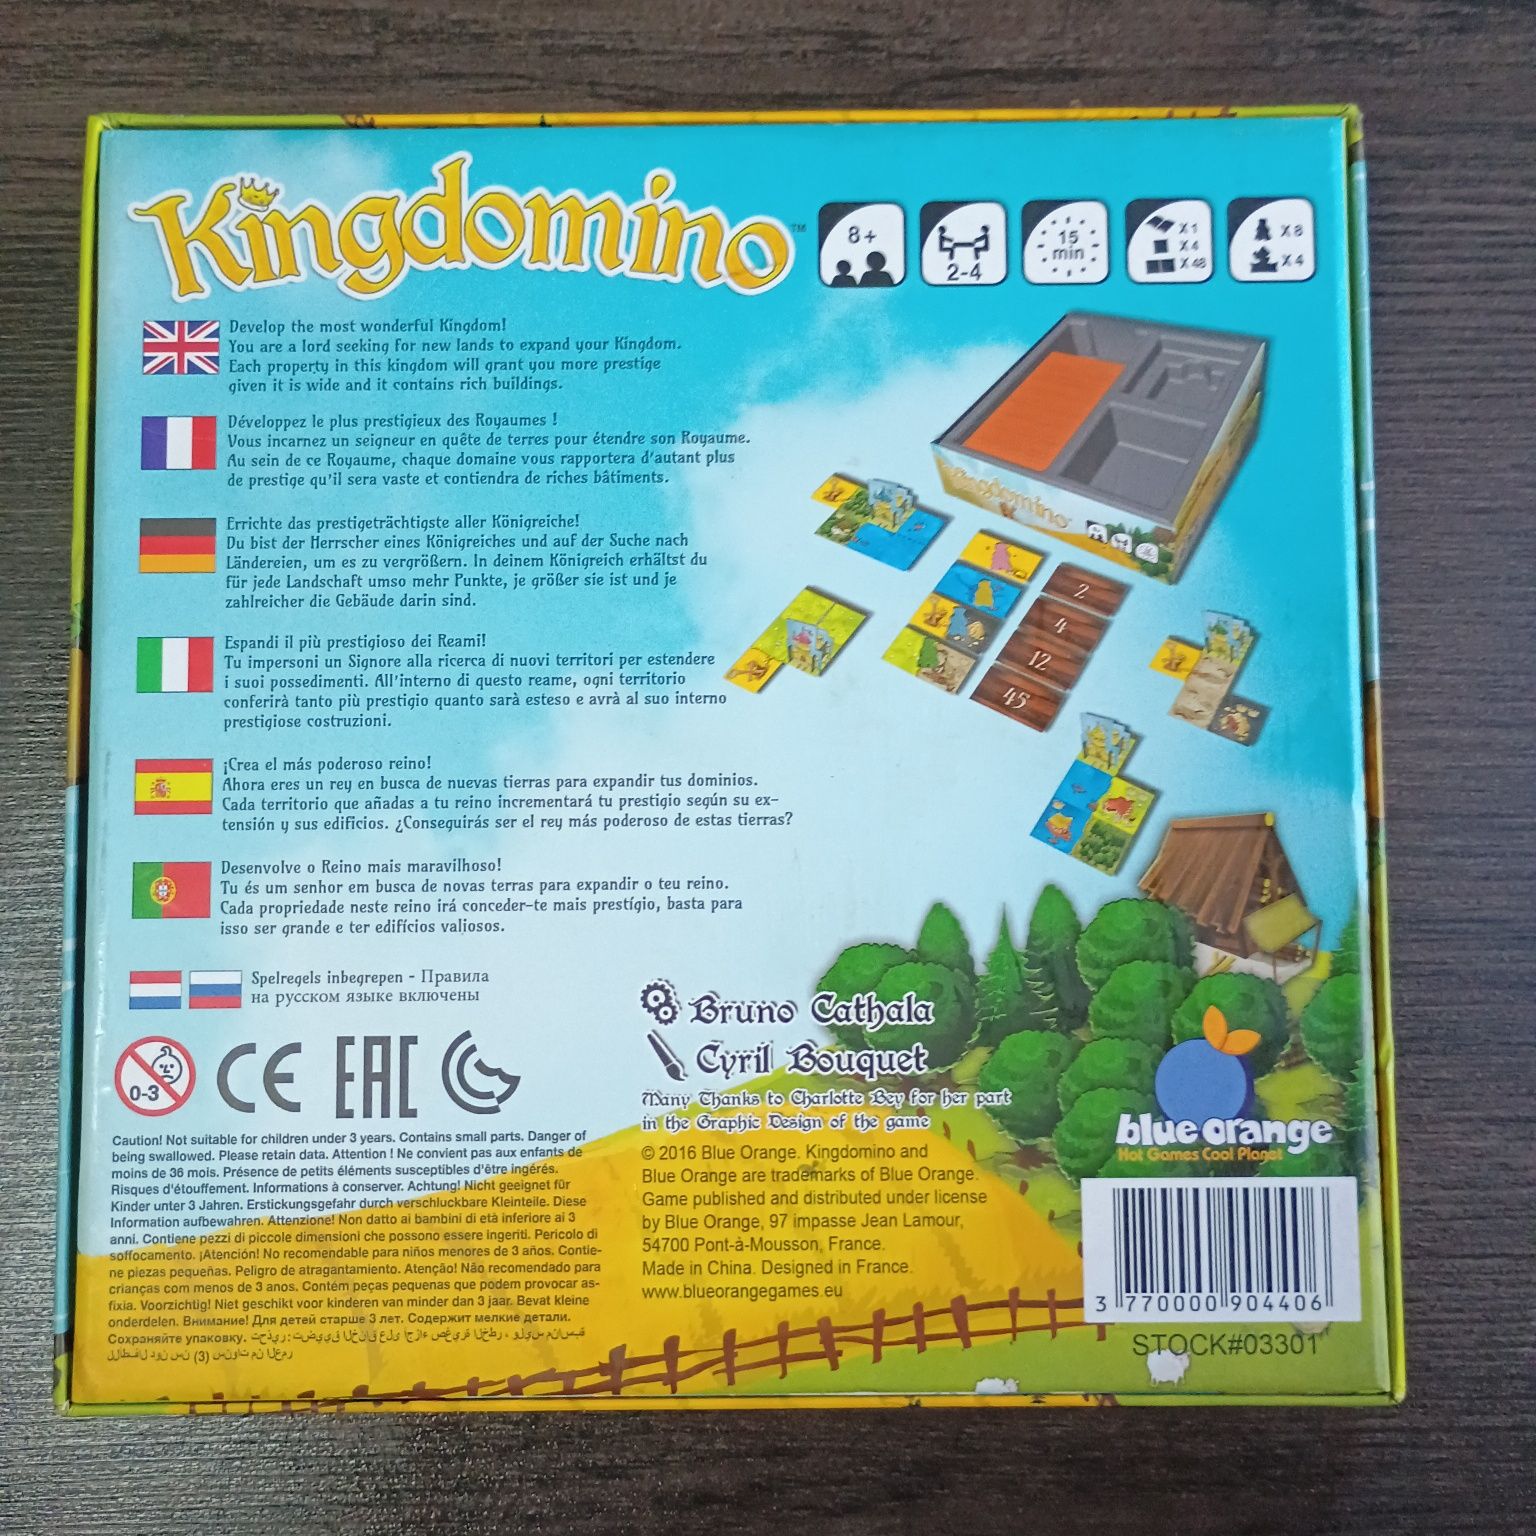 Kingdomino™
8+
2-4
15
min
X1
X4
X48
X8
X4
Develop the most wonderful Kingdom!
You are a lord seeking for new lands to expand your Kingdom.
Each property in this kingdom will grant you more prestige
given it is wide and it contains rich buildings.
Développez le plus prestigieux des Royaumes !
Vous incarnez un seigneur en quête de terres pour étendre son Royaume.
Au sein de ce Royaume, chaque domaine vous rapportera d'autant plus
de prestige qu'il sera vaste et contiendra de riches bâtiments.
Errichte das prestigeträchtigste aller Königreiche!
Du bist der Herrscher eines Königreiches und auf der Suche nach
Ländereien, um es zu vergrößern. In deinem Königreich erhältst du
für jede Landschaft umso mehr Punkte, je größer sie ist und je
zahlreicher die Gebäude darin sind.
Espandi il più prestigioso dei Reami!
Tu impersoni un Signore alla ricerca di nuovi territori per estendere
i suoi possedimenti. All'interno di questo reame, ogni territorio
conferirà tanto più prestigio quanto sarà esteso e avrà al suo interno
prestigiose costruzioni.
¡Crea el más poderoso reino!
Ahora eres un rey en busca de nuevas tierras para expandir tus dominios.
Cada territorio que añadas a tu reino incrementará tu prestigio según su ex-
tensión y sus edificios. ¿Conseguirás ser el rey más poderoso de estas tierras?
Desenvolve o Reino mais maravilhoso!
Tu és um senhor em busca de novas terras para expandir o teu reino.
Cada propriedade neste reino irá conceder-te mais prestígio, basta para
isso ser grande e ter edifícios valiosos.
Spelregels inbegrepen - Правила
на русском языке включены
Kingdomino
2
4
12
45
0-3
CE
EAC
Caution! Not suitable for children under 3 years. Contains small parts. Danger of
being swallowed. Please retain data. Attention ! Ne convient pas aux enfants de
moins de 36 mois. Présence de petits éléments susceptibles d'être ingérés.
Risques d'étouffement. Informations à conserver. Achtung! Nicht geeignet für
Kinder unter 3 Jahren. Erstickungsgefahr durch verschluckbare Kleinteile. Diese
Information aufbewahren. Attenzione! Non datto ai bambini di età inferiore ai 3
anni. Contiene pezzi di piccole dimensioni che possono essere ingeriti. Pericolo di
soffocamento. ¡Atención! No recomendable para niños menores de 3 años. Contie-
ne piezas pequeñas. Peligro de atragantamiento. Atenção! Não recomendado para
crianças com menos de 3 anos. Contém peças pequenas que podem provocar as-
fixia. Voorzichtig! Niet geschikt voor kinderen van minder dan 3 jaar. Bevat kleine
onderdelen. Внимание! Для детей старше 3 лет. Содержит мелкие детали.
Сохраняйте упаковку.
(3)
Bruno Cathala
Cyril Bouquet
Many Thanks to Charlotte Bey for her part
in the Graphic Design of the game
© 2016 Blue Orange. Kingdomino and
Blue Orange are trademarks of Blue Orange.
Game published and distributed under license
by Blue Orange, 97 impasse Jean Lamour,
54700 Pont-à-Mousson, France.
Made in China. Designed in France.
www.blueorangegames.eu
blue orange
Hot Games Cool Planet
3 770000 904406
STOCK#03301